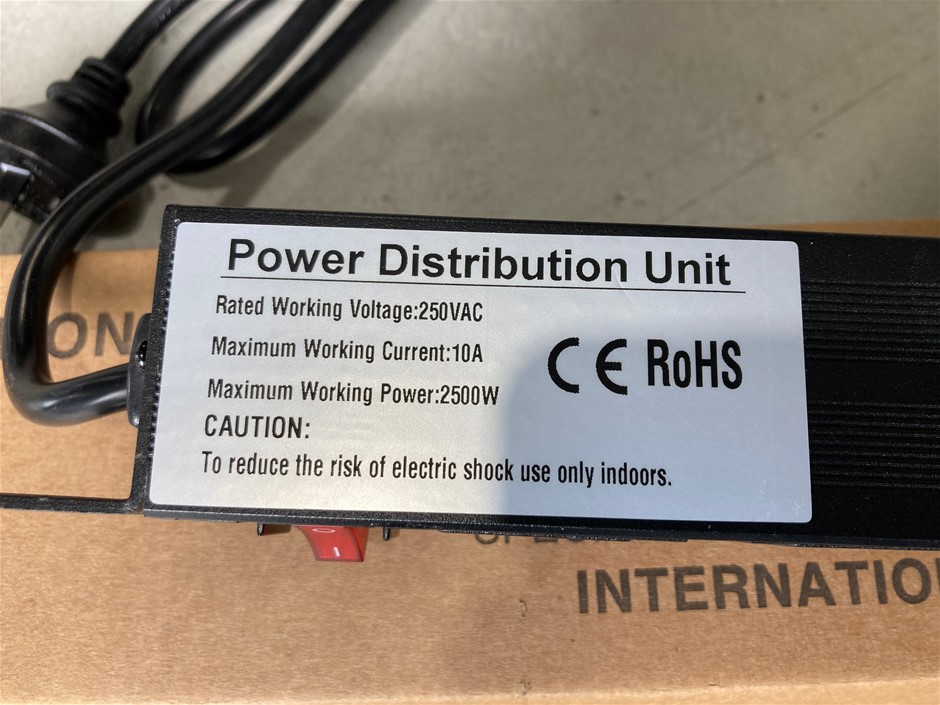 Power Distribution Unit
Rated Working Voltage:250VAC
Maximum Working Current:10A
Maximum Working Power:2500W
CE RoHS
CAUTION:
To reduce the risk of electric shock use only indoors.
ON
INTERNATIO